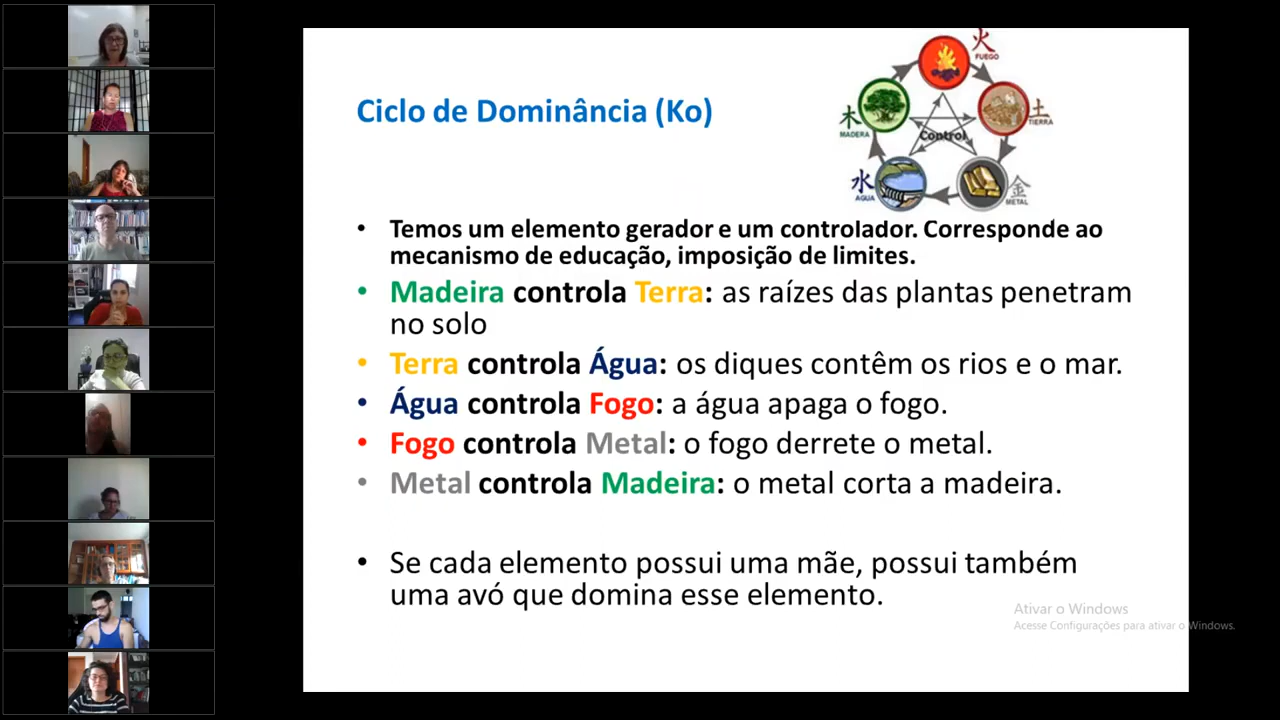 Ciclo de Dominância (Ko)
火
FUEGO
木
MADERA
土
TIERRA
Control
水
AGUA
金
METAL
• Temos um elemento gerador e um controlador. Corresponde ao
mecanismo de educação, imposição de limites.
• Madeira controla Terra: as raízes das plantas penetram
no solo
• Terra controla Água: os diques contêm os rios e o mar.
• Água controla Fogo: a água apaga o fogo.
• Fogo controla Metal: o fogo derrete o metal.
• Metal controla Madeira: o metal corta a madeira.
• Se cada elemento possui uma mãe, possui também
uma avó que domina esse elemento.
Ativar o Windows
Acesse Configurações para ativar o Windows.